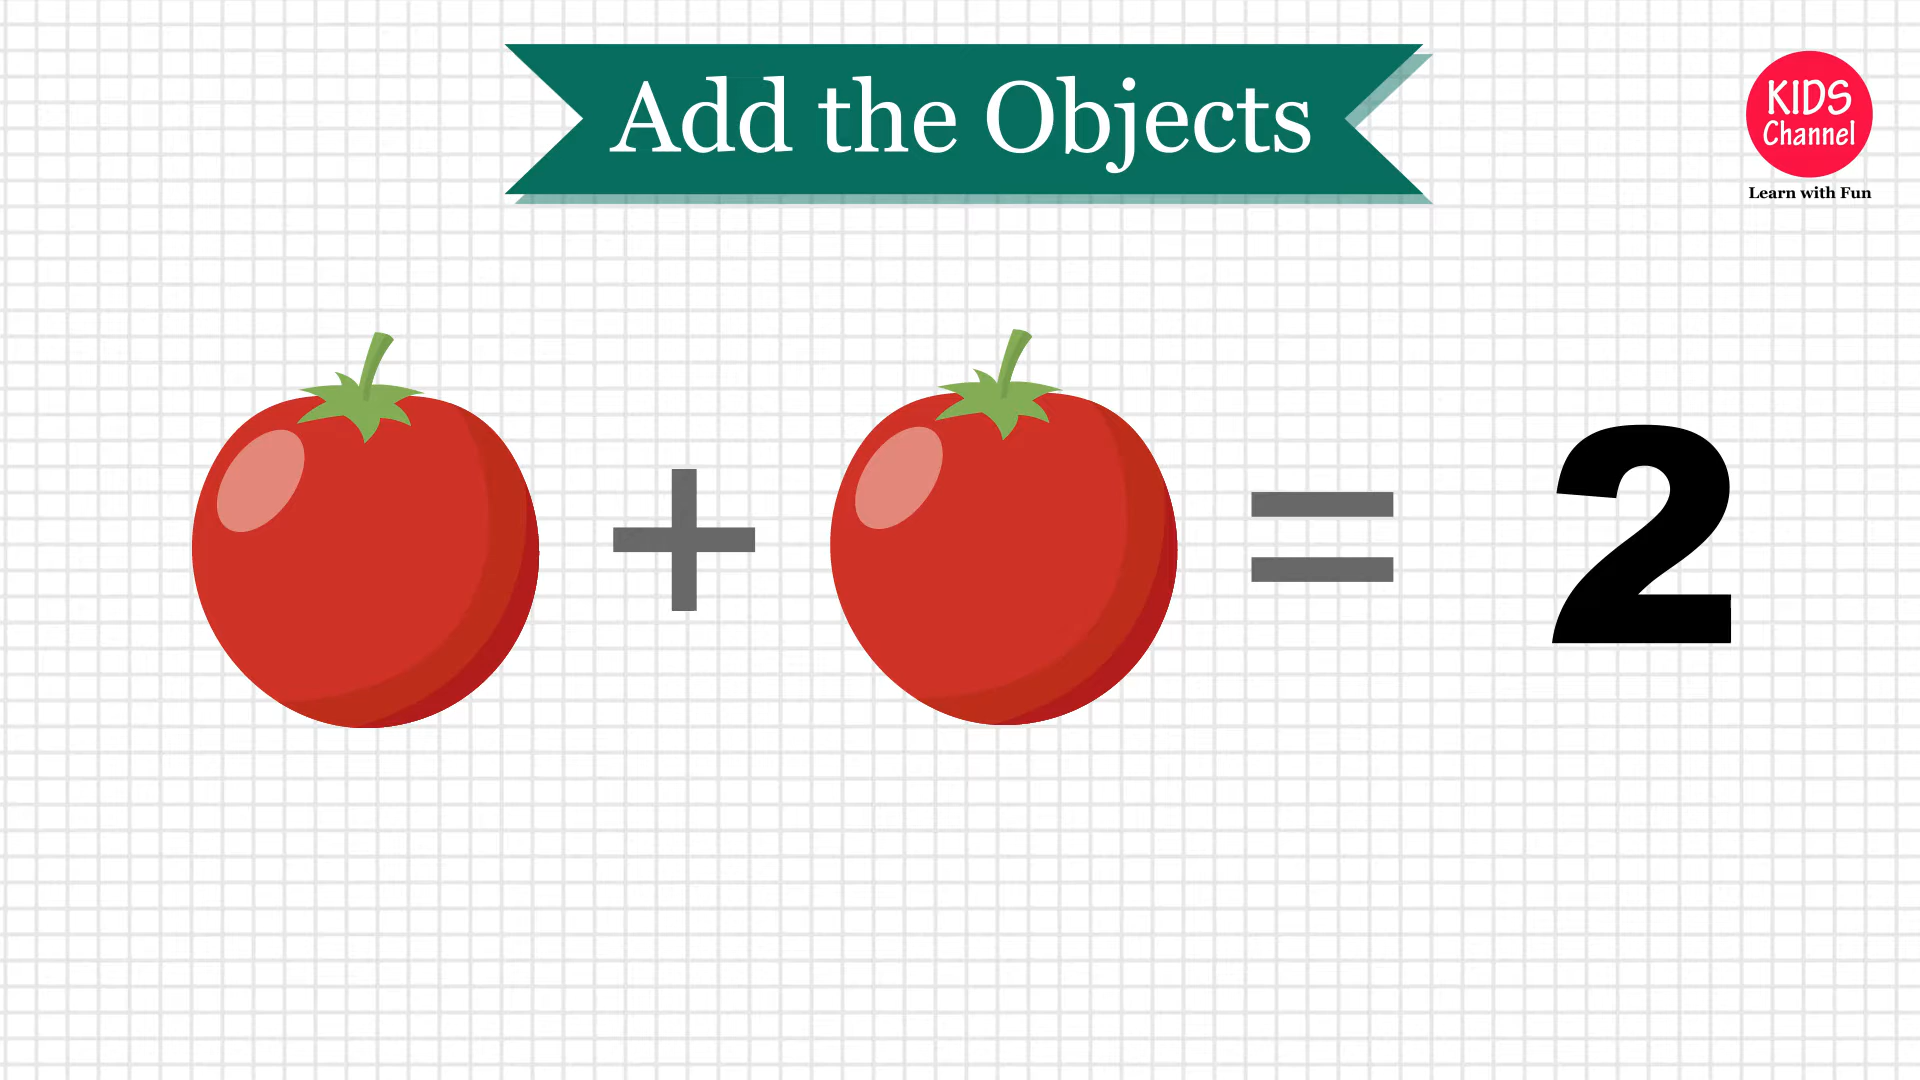 Add the Objects
KIDS
Channel
Learn with Fun
+ = 2